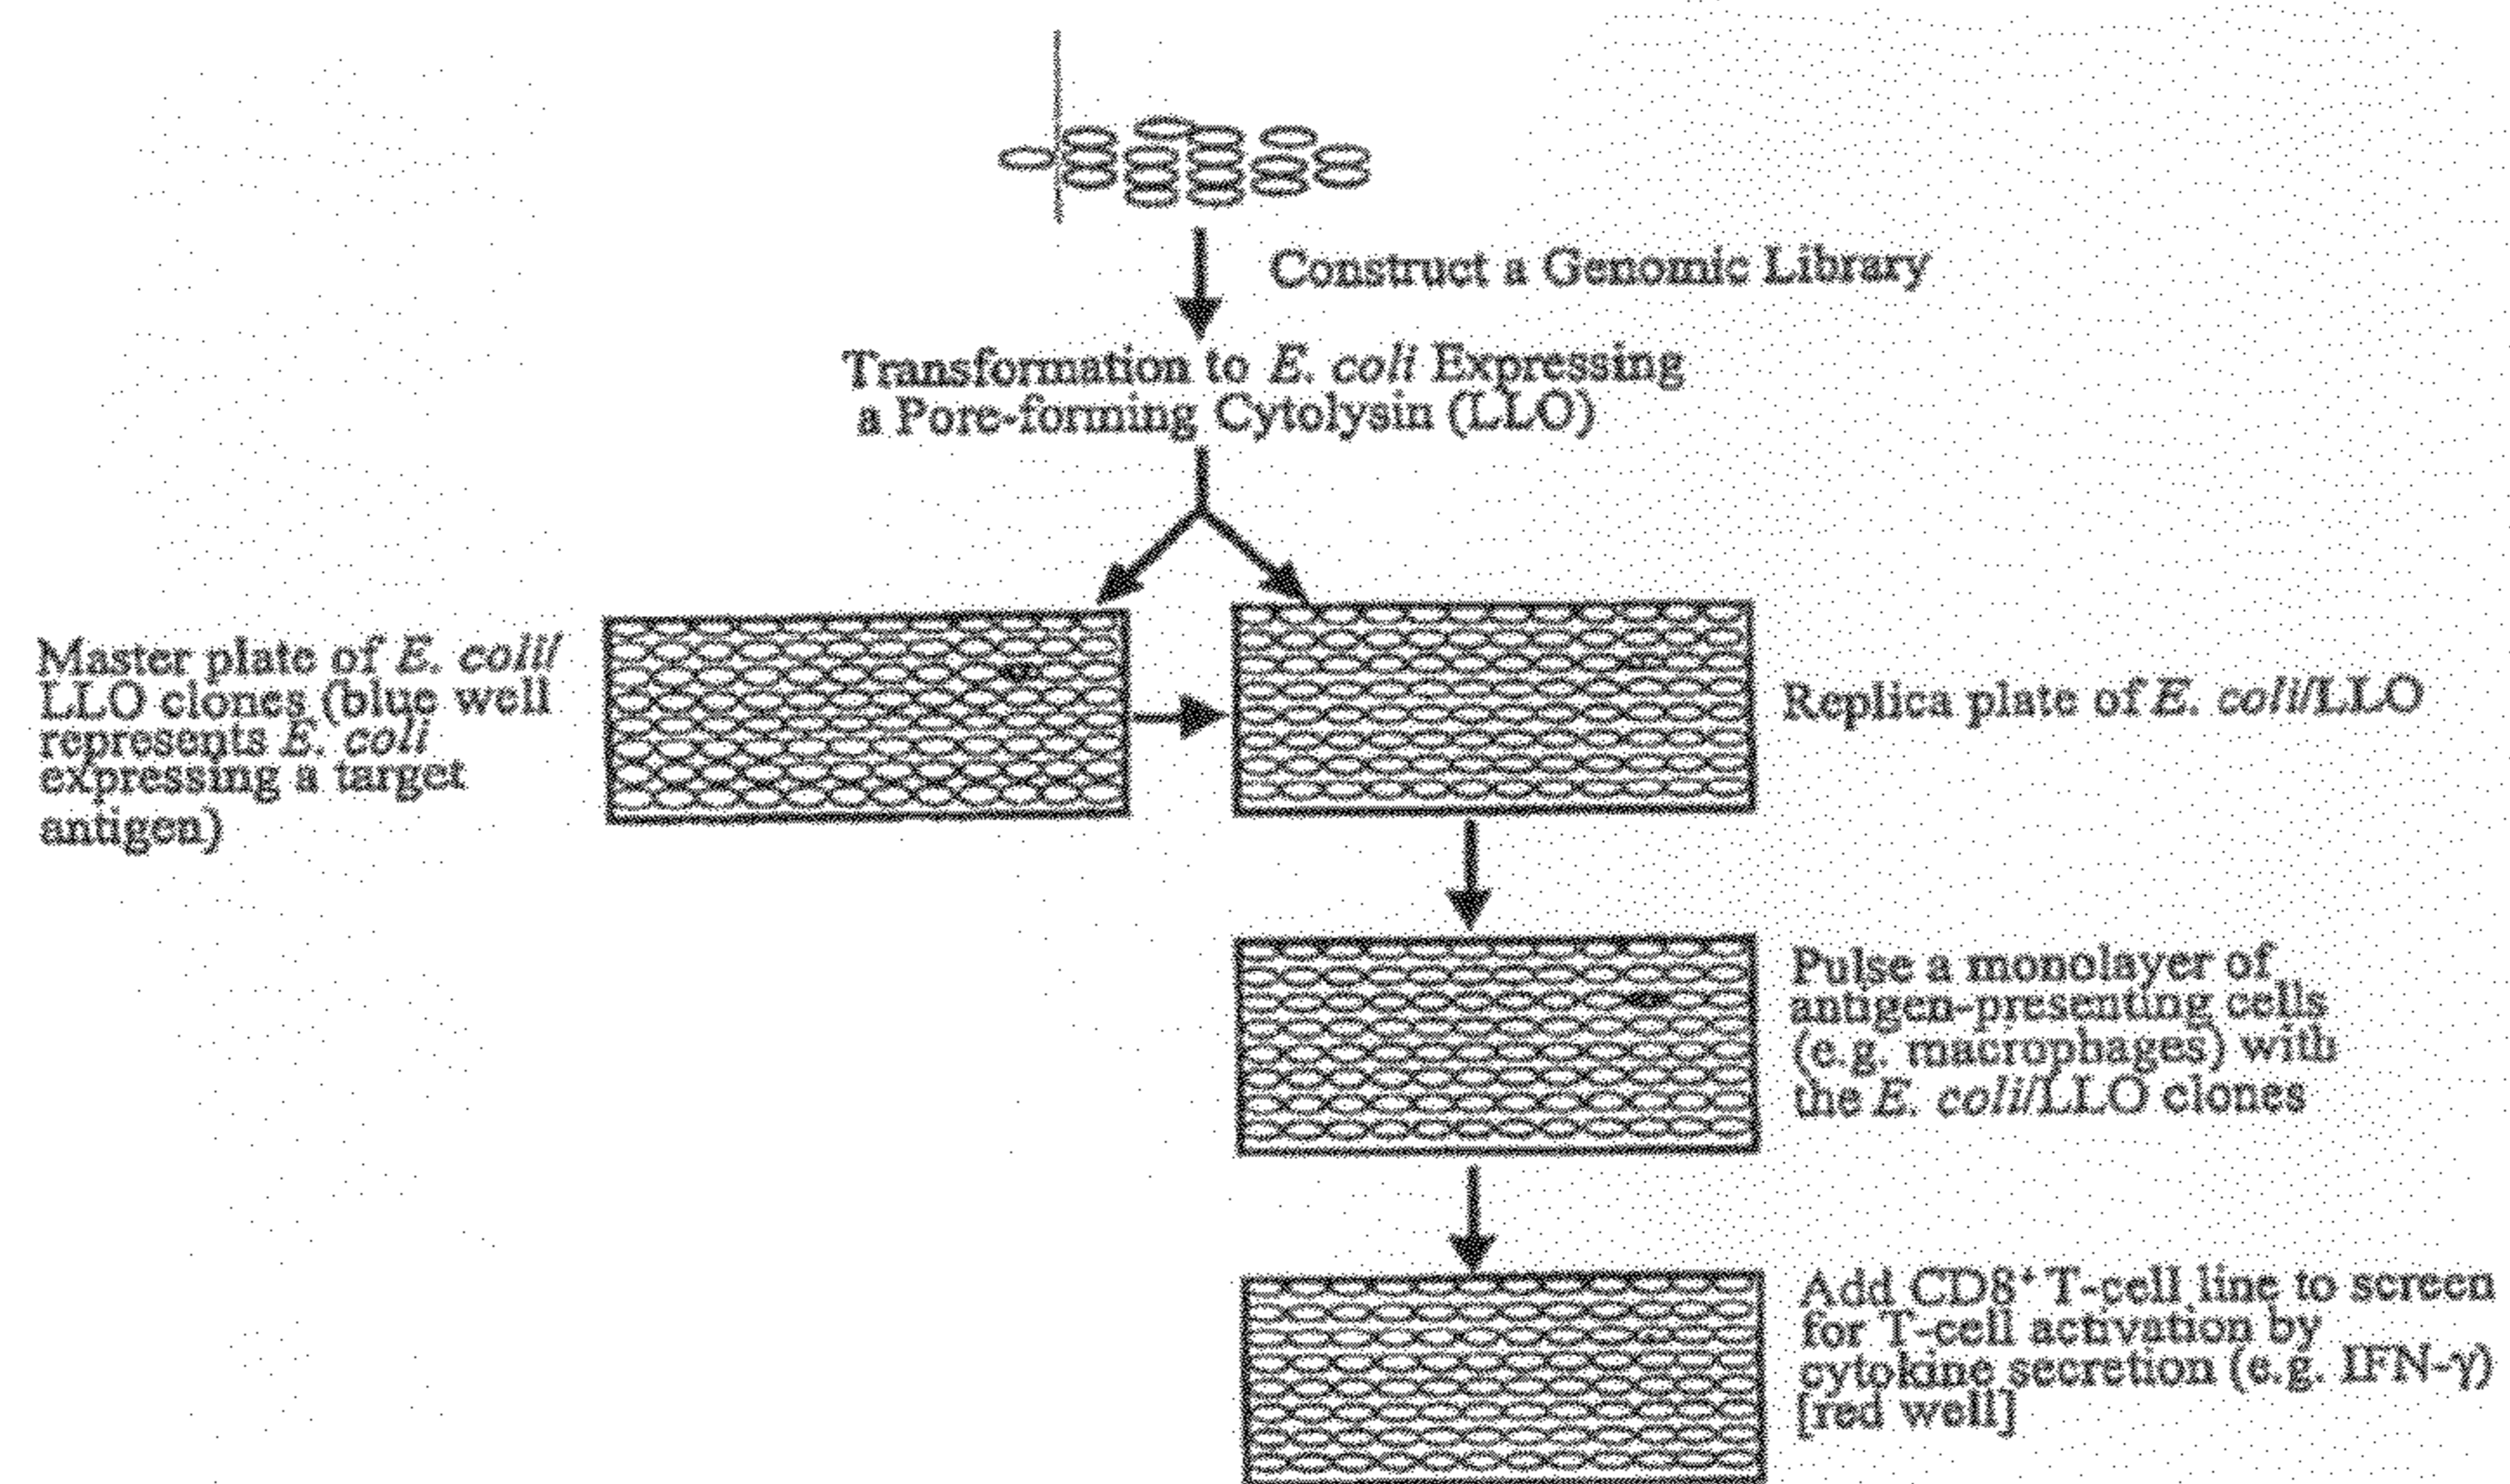 Construct a Genomic Library
Transformation to E. coli Expressing
a Pore-forming Cytolysin (LLO)
Master plate of E. coli/
LLO clones (blue well
represents E. coli
expressing a target
antigen)
Replica plate of E. coli/LLO
Pulse a monolayer of
antigen-presenting cells
(e.g. macrophages) with
the E. coli/LLO clones
Add CD8⁺ T-cell line to screen
for T-cell activation by
cytokine secretion (e.g. IFN-γ)
[red well]